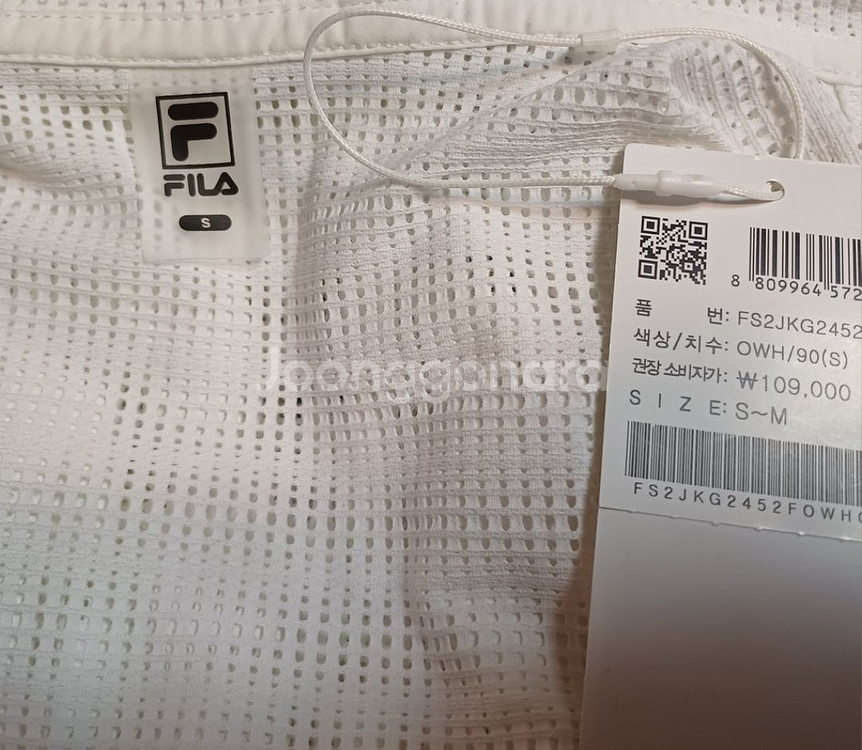 FILA
S
8 809964 572
품 번: FS2JKG2452
색상/치수: OWH/90(S)
권장 소비자가: ₩109,000
S I Z E: S~M
FS2JKG2452FOWH
Joonggonara